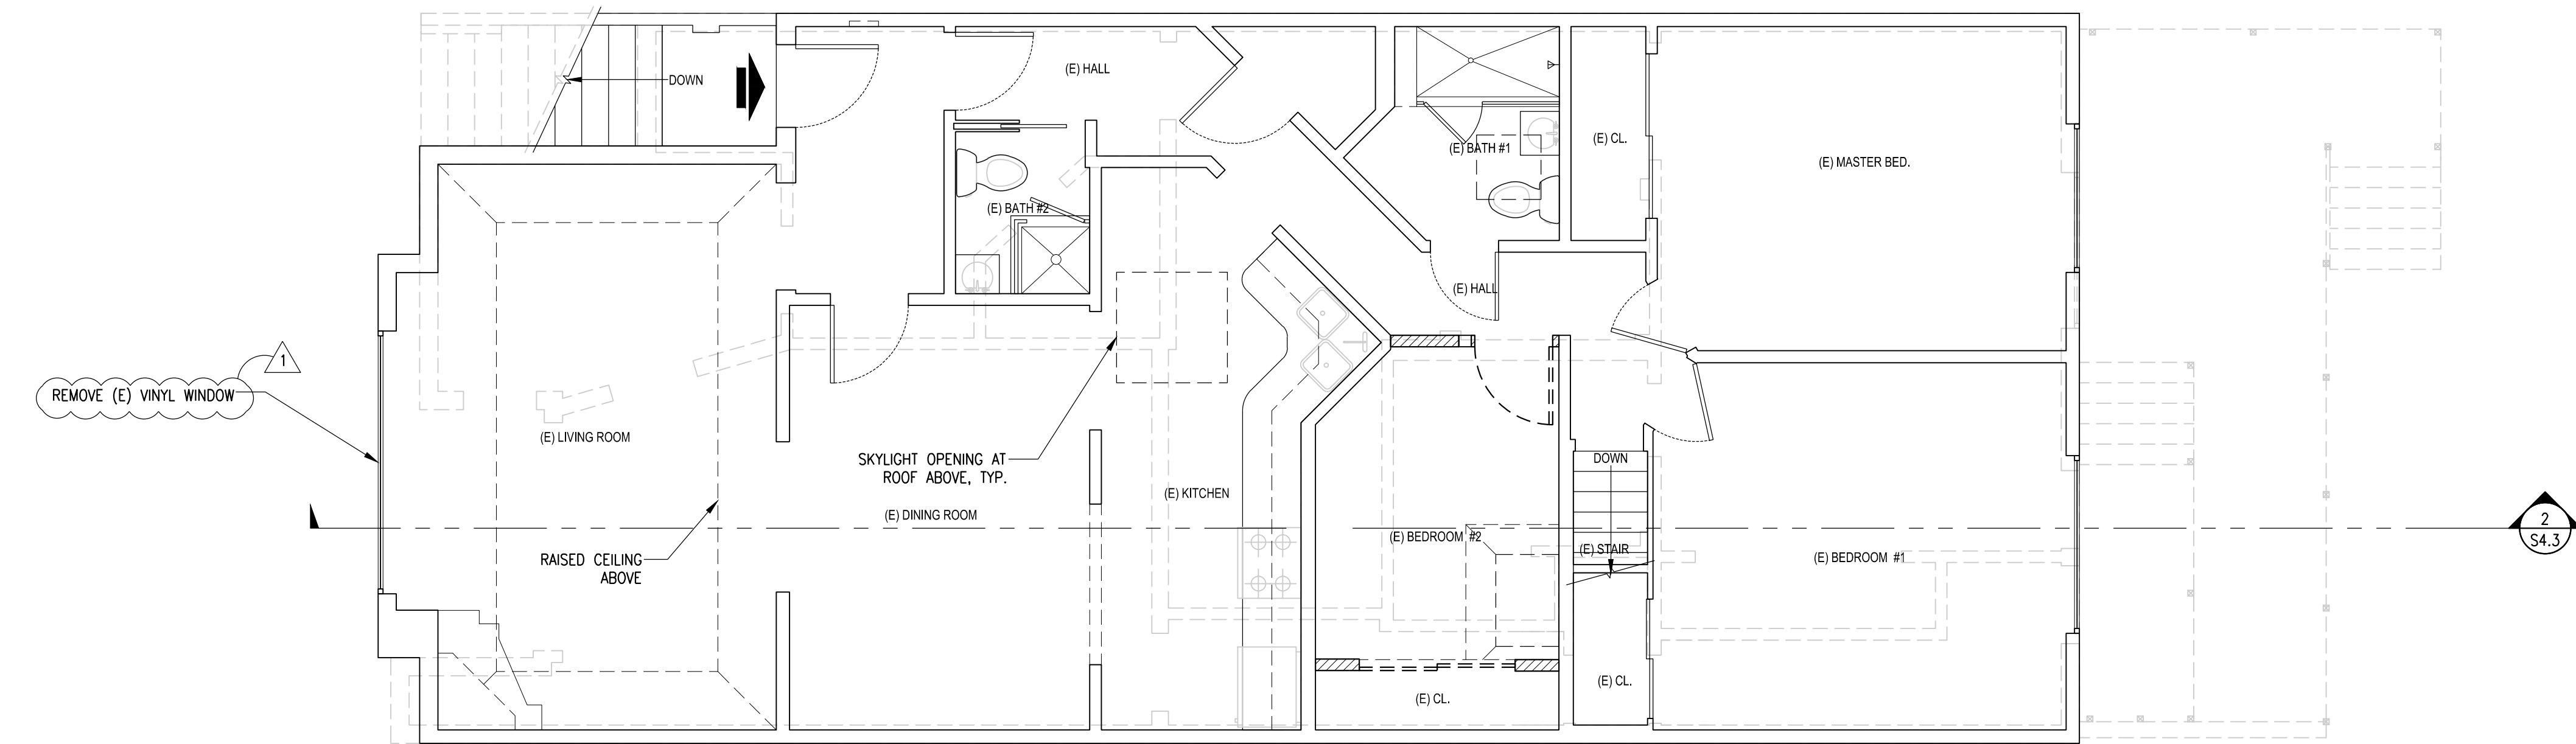 DOWN
(E) HALL
(E) BATH #1
(E) CL.
(E) MASTER BED.
(E) BATH #2
(E) HALL
1
REMOVE (E) VINYL WINDOW
(E) LIVING ROOM
SKYLIGHT OPENING AT
ROOF ABOVE, TYP.
DOWN
(E) KITCHEN
(E) DINING ROOM
(E) BEDROOM #2
(E) STAIR
(E) BEDROOM #1
2
S4.3
RAISED CEILING
ABOVE
(E) CL.
(E) CL.